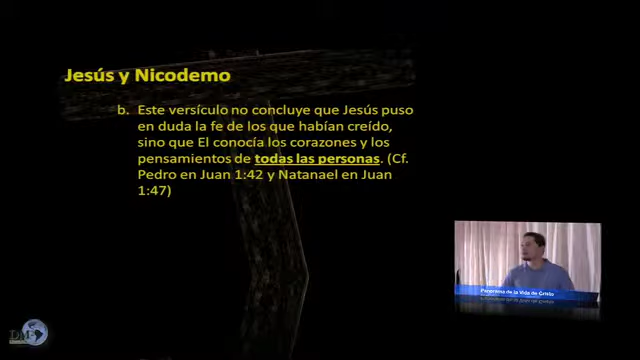 Jesús y Nicodemo
b. Este versículo no concluye que Jesús puso
en duda la fe de los que habían creído,
sino que El conocía los corazones y los
pensamientos de todas las personas. (Cf.
Pedro en Juan 1:42 y Natanael en Juan
1:47)
Panorama de la Vida de Cristo